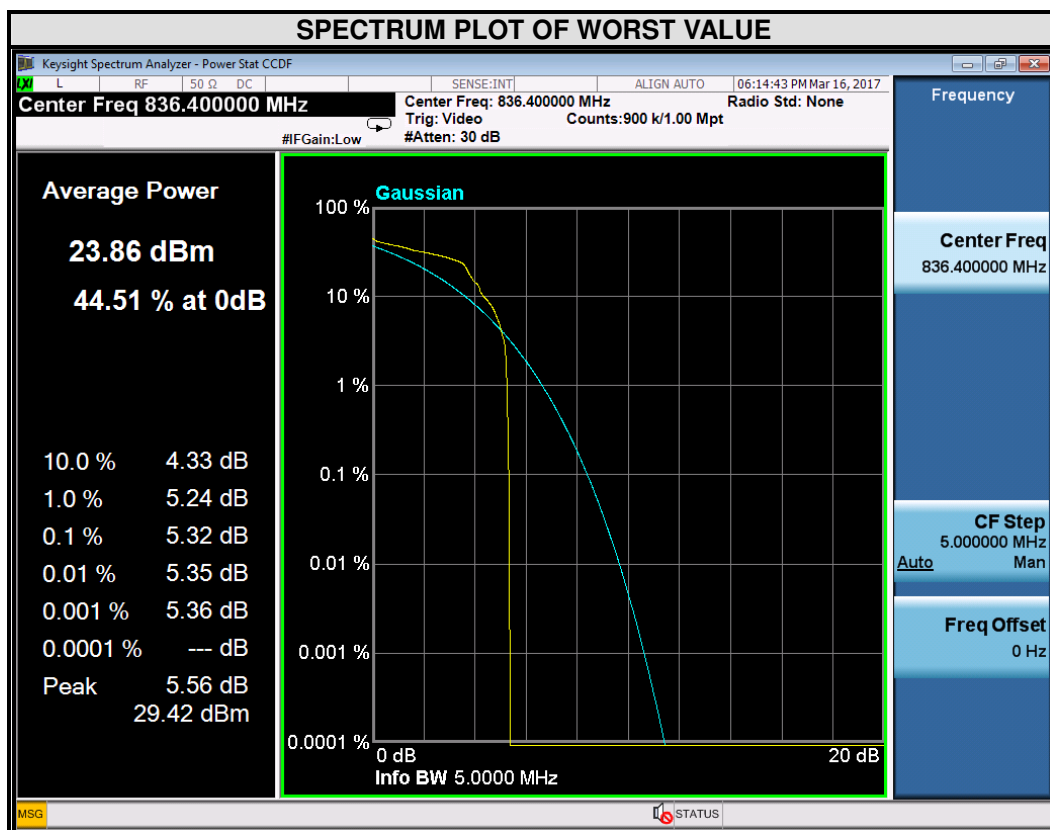 SPECTRUM PLOT OF WORST VALUE
Keysight Spectrum Analyzer - Power Stat CCDF
LXI L RF 50 Ω DC SENSE:INT ALIGN AUTO 06:14:43 PM Mar 16, 2017
Center Freq 836.400000 MHz
Center Freq: 836.400000 MHz Radio Std: None
Trig: Video Counts:900 k/1.00 Mpt
#IFGain:Low #Atten: 30 dB
Frequency
Average Power
23.86 dBm
44.51 % at 0dB
10.0 % 4.33 dB
1.0 % 5.24 dB
0.1 % 5.32 dB
0.01 % 5.35 dB
0.001 % 5.36 dB
0.0001 % --- dB
Peak 5.56 dB
29.42 dBm
Gaussian
100 %
10 %
1 %
0.1 %
0.01 %
0.001 %
0.0001 %
0 dB 20 dB
Info BW 5.0000 MHz
Center Freq
836.400000 MHz
CF Step
5.000000 MHz
Auto Man
Freq Offset
0 Hz
MSG STATUS